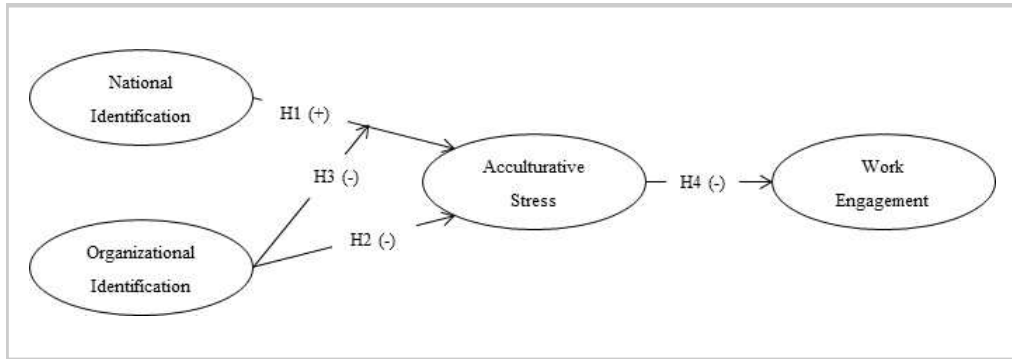 National
Identification
H1 (+)
H3 (-)
Acculturative
Stress
H4 (-)
Work
Engagement
H2 (-)
Organizational
Identification